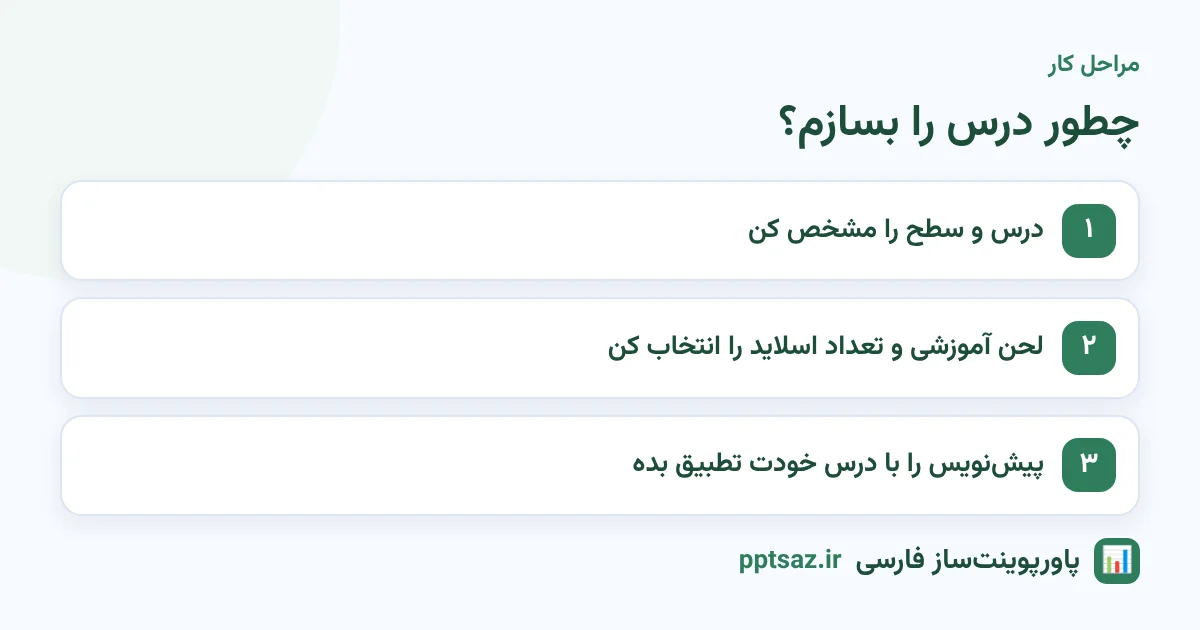 مراحل کار
چطور درس را بسازم؟
۱ درس و سطح را مشخص کن
۲ لحن آموزشی و تعداد اسلاید را انتخاب کن
۳ پیش‌نویس را با درس خودت تطبیق بده
پاورپوینت‌ساز فارسی pptsaz.ir